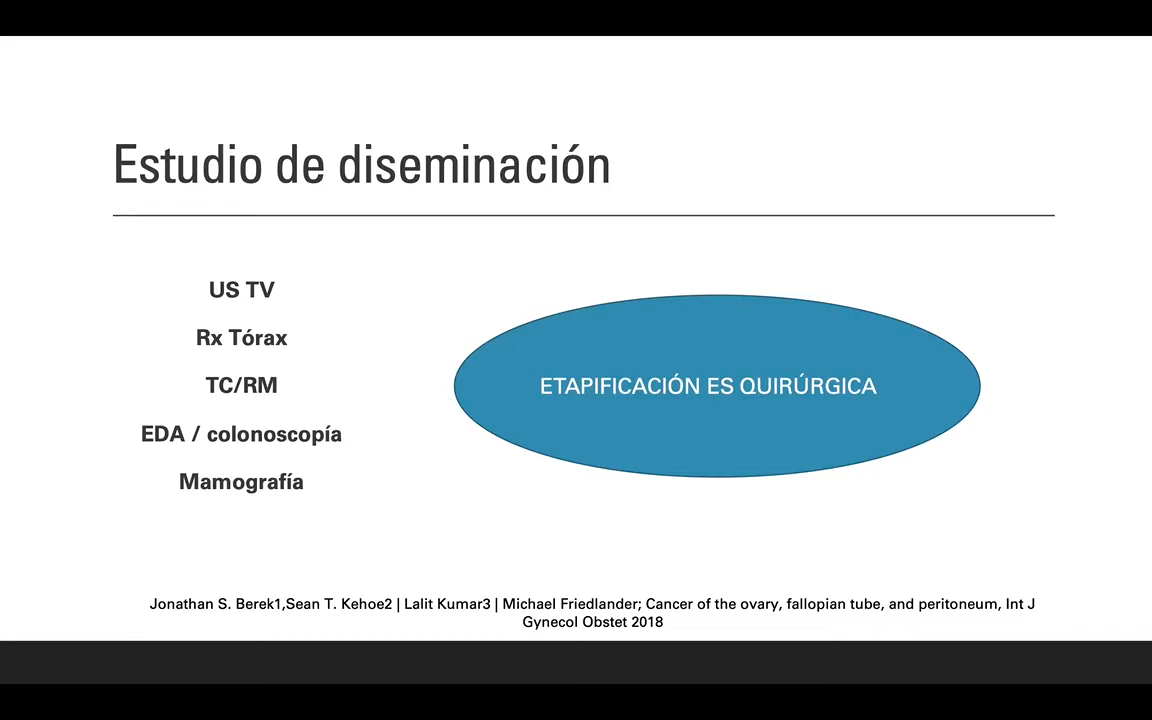 Estudio de diseminación
US TV
Rx Tórax
TC/RM
EDA / colonoscopía
Mamografía
ETAPIFICACIÓN ES QUIRÚRGICA
Jonathan S. Berek1,Sean T. Kehoe2 | Lalit Kumar3 | Michael Friedlander; Cancer of the ovary, fallopian tube, and peritoneum, Int J
Gynecol Obstet 2018